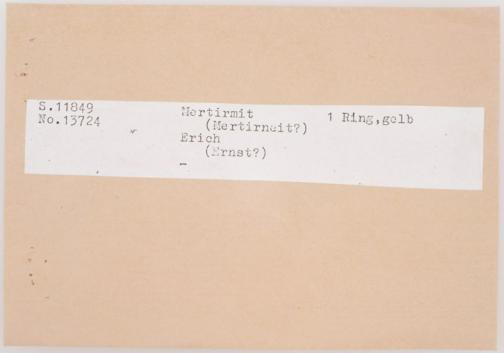 S.11849
No.13724
Mertirmit
(Mertirneit?)
Erich
(Ernst?)
1 Ring,gelb